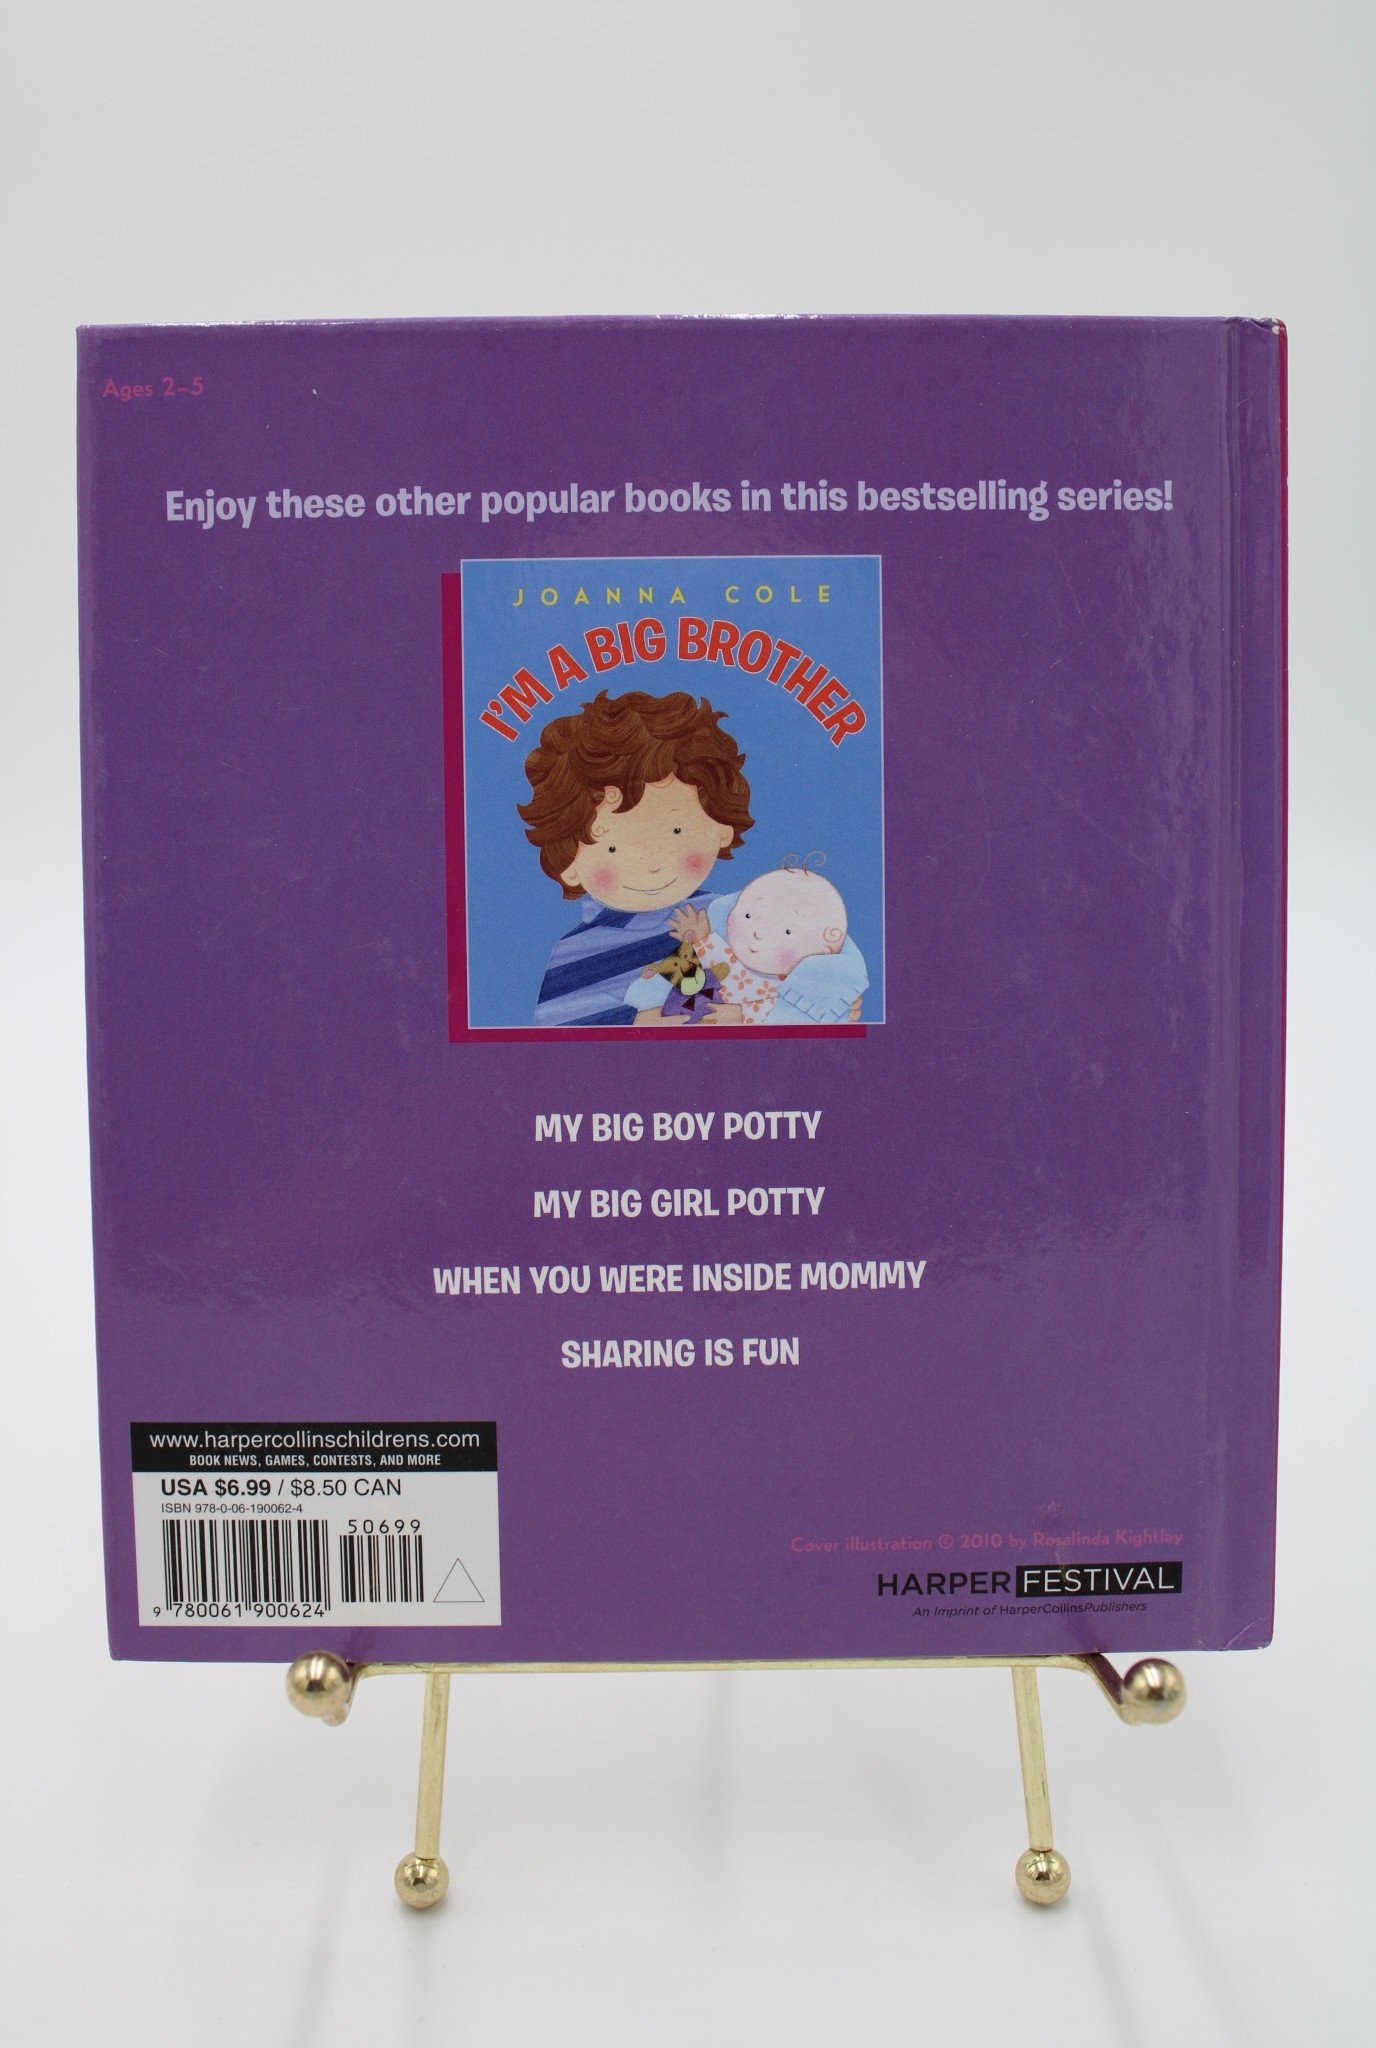 Ages 2–5
Enjoy these other popular books in this bestselling series!
JOANNA COLE
I'M A BIG BROTHER
MY BIG BOY POTTY
MY BIG GIRL POTTY
WHEN YOU WERE INSIDE MOMMY
SHARING IS FUN
www.harpercollinschildrens.com
BOOK NEWS, GAMES, CONTESTS, AND MORE
USA $6.99 / $8.50 CAN
ISBN 978-0-06-190062-4
50699
9 780061 900624
Cover illustration © 2010 by Rosalinda Kightley
HARPER FESTIVAL
An Imprint of HarperCollinsPublishers